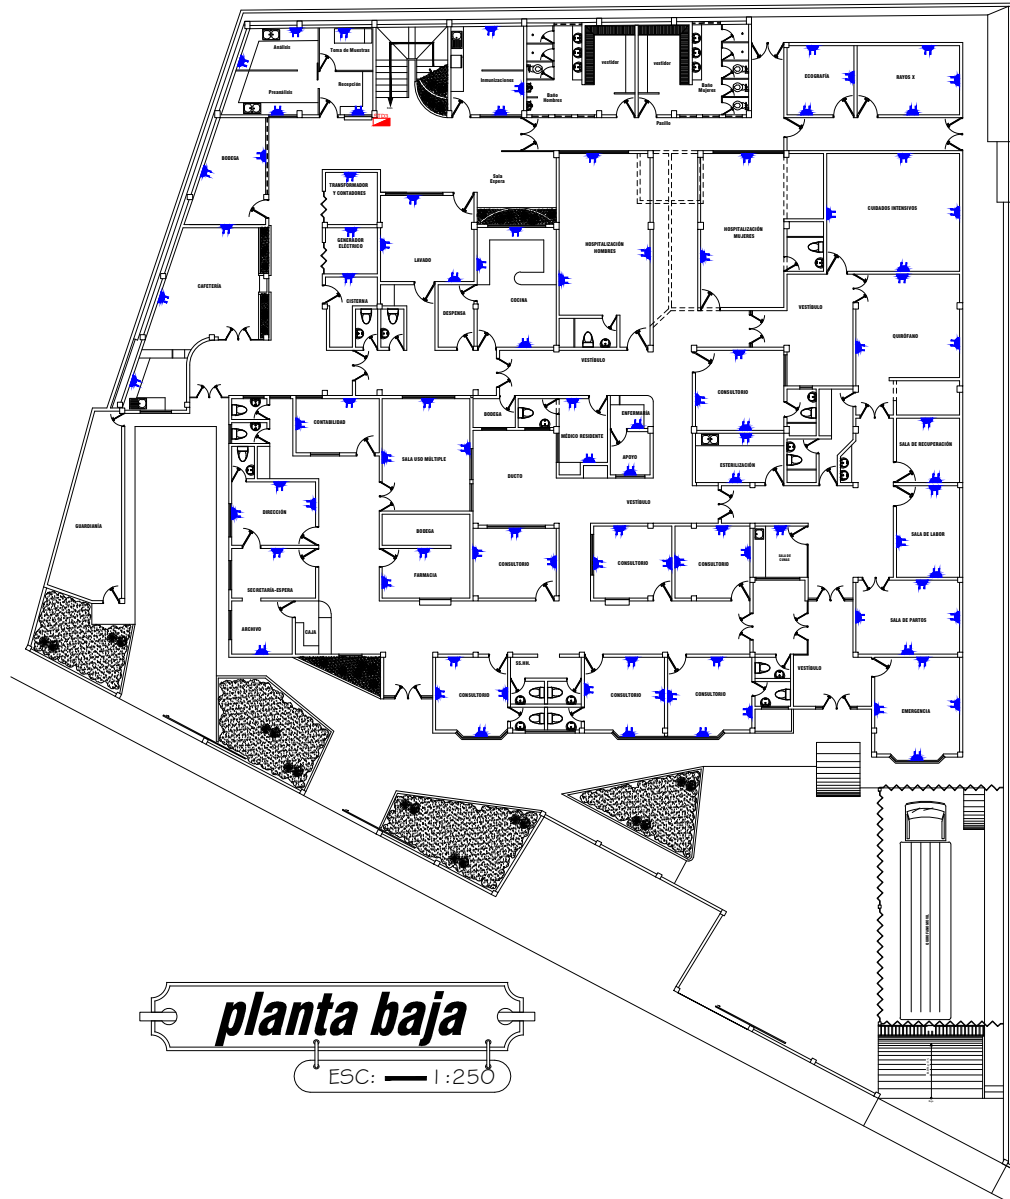 Análisis
Toma de Muestras
Preanálisis
Recepción
Inmunizaciones
vestidor
vestidor
Baño
Hombres
Baño
Mujeres
ECOGRAFÍA
RAYOS X
Pasillo
BODEGA
TRANSFORMADOR
Y CONTADORES
Sala
Espera
GENERADOR
ELÉCTRICO
LAVADO
HOSPITALIZACIÓN
HOMBRES
HOSPITALIZACIÓN
MUJERES
CUIDADOS INTENSIVOS
CAFETERÍA
CISTERNA
DESPENSA
COCINA
VESTÍBULO
QUIRÓFANO
VESTÍBULO
CONSULTORIO
CONTABILIDAD
BODEGA
MÉDICO RESIDENTE
ENFERMARÍA
SALA USO MÚLTIPLE
DUCTO
APOYO
ESTERILIZACIÓN
SALA DE RECUPERACIÓN
GUARDIANÍA
DIRECCIÓN
VESTÍBULO
BODEGA
SALA DE LABOR
CONSULTORIO
CONSULTORIO
CONSULTORIO
SALA DE
FARMACIA
SECRETARÍA-ESPERA
ARCHIVO
CAJA
SALA DE PARTOS
SS.HH.
VESTÍBULO
CONSULTORIO
CONSULTORIO
CONSULTORIO
EMERGENCIA
planta baja
ESC: 1:250